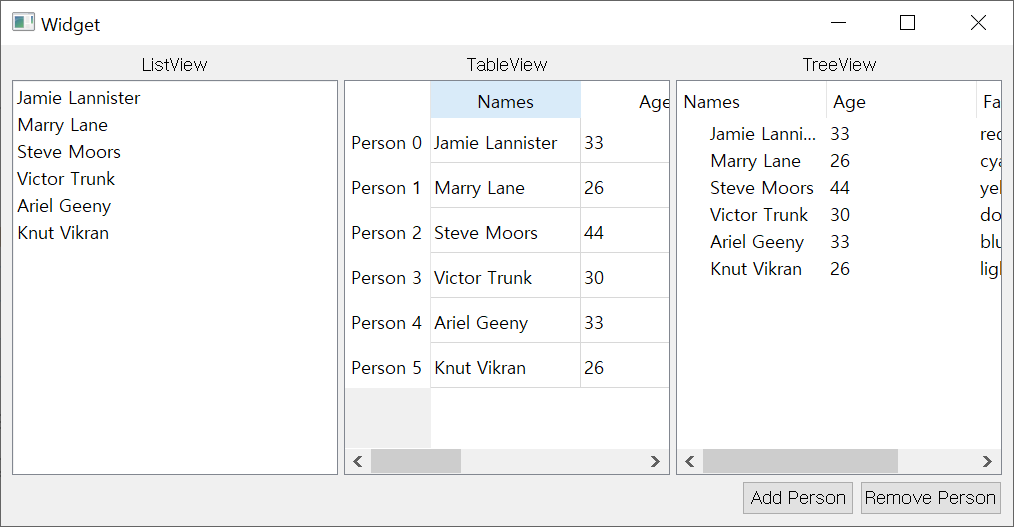 Widget
ListView
Jamie Lannister
Marry Lane
Steve Moors
Victor Trunk
Ariel Geeny
Knut Vikran
TableView
Names Age
Person 0 Jamie Lannister 33
Person 1 Marry Lane 26
Person 2 Steve Moors 44
Person 3 Victor Trunk 30
Person 4 Ariel Geeny 33
Person 5 Knut Vikran 26
TreeView
Names Age Fa
Jamie Lanni... 33 red
Marry Lane 26 cya
Steve Moors 44 yel
Victor Trunk 30 do
Ariel Geeny 33 blu
Knut Vikran 26 ligh
Add Person Remove Person